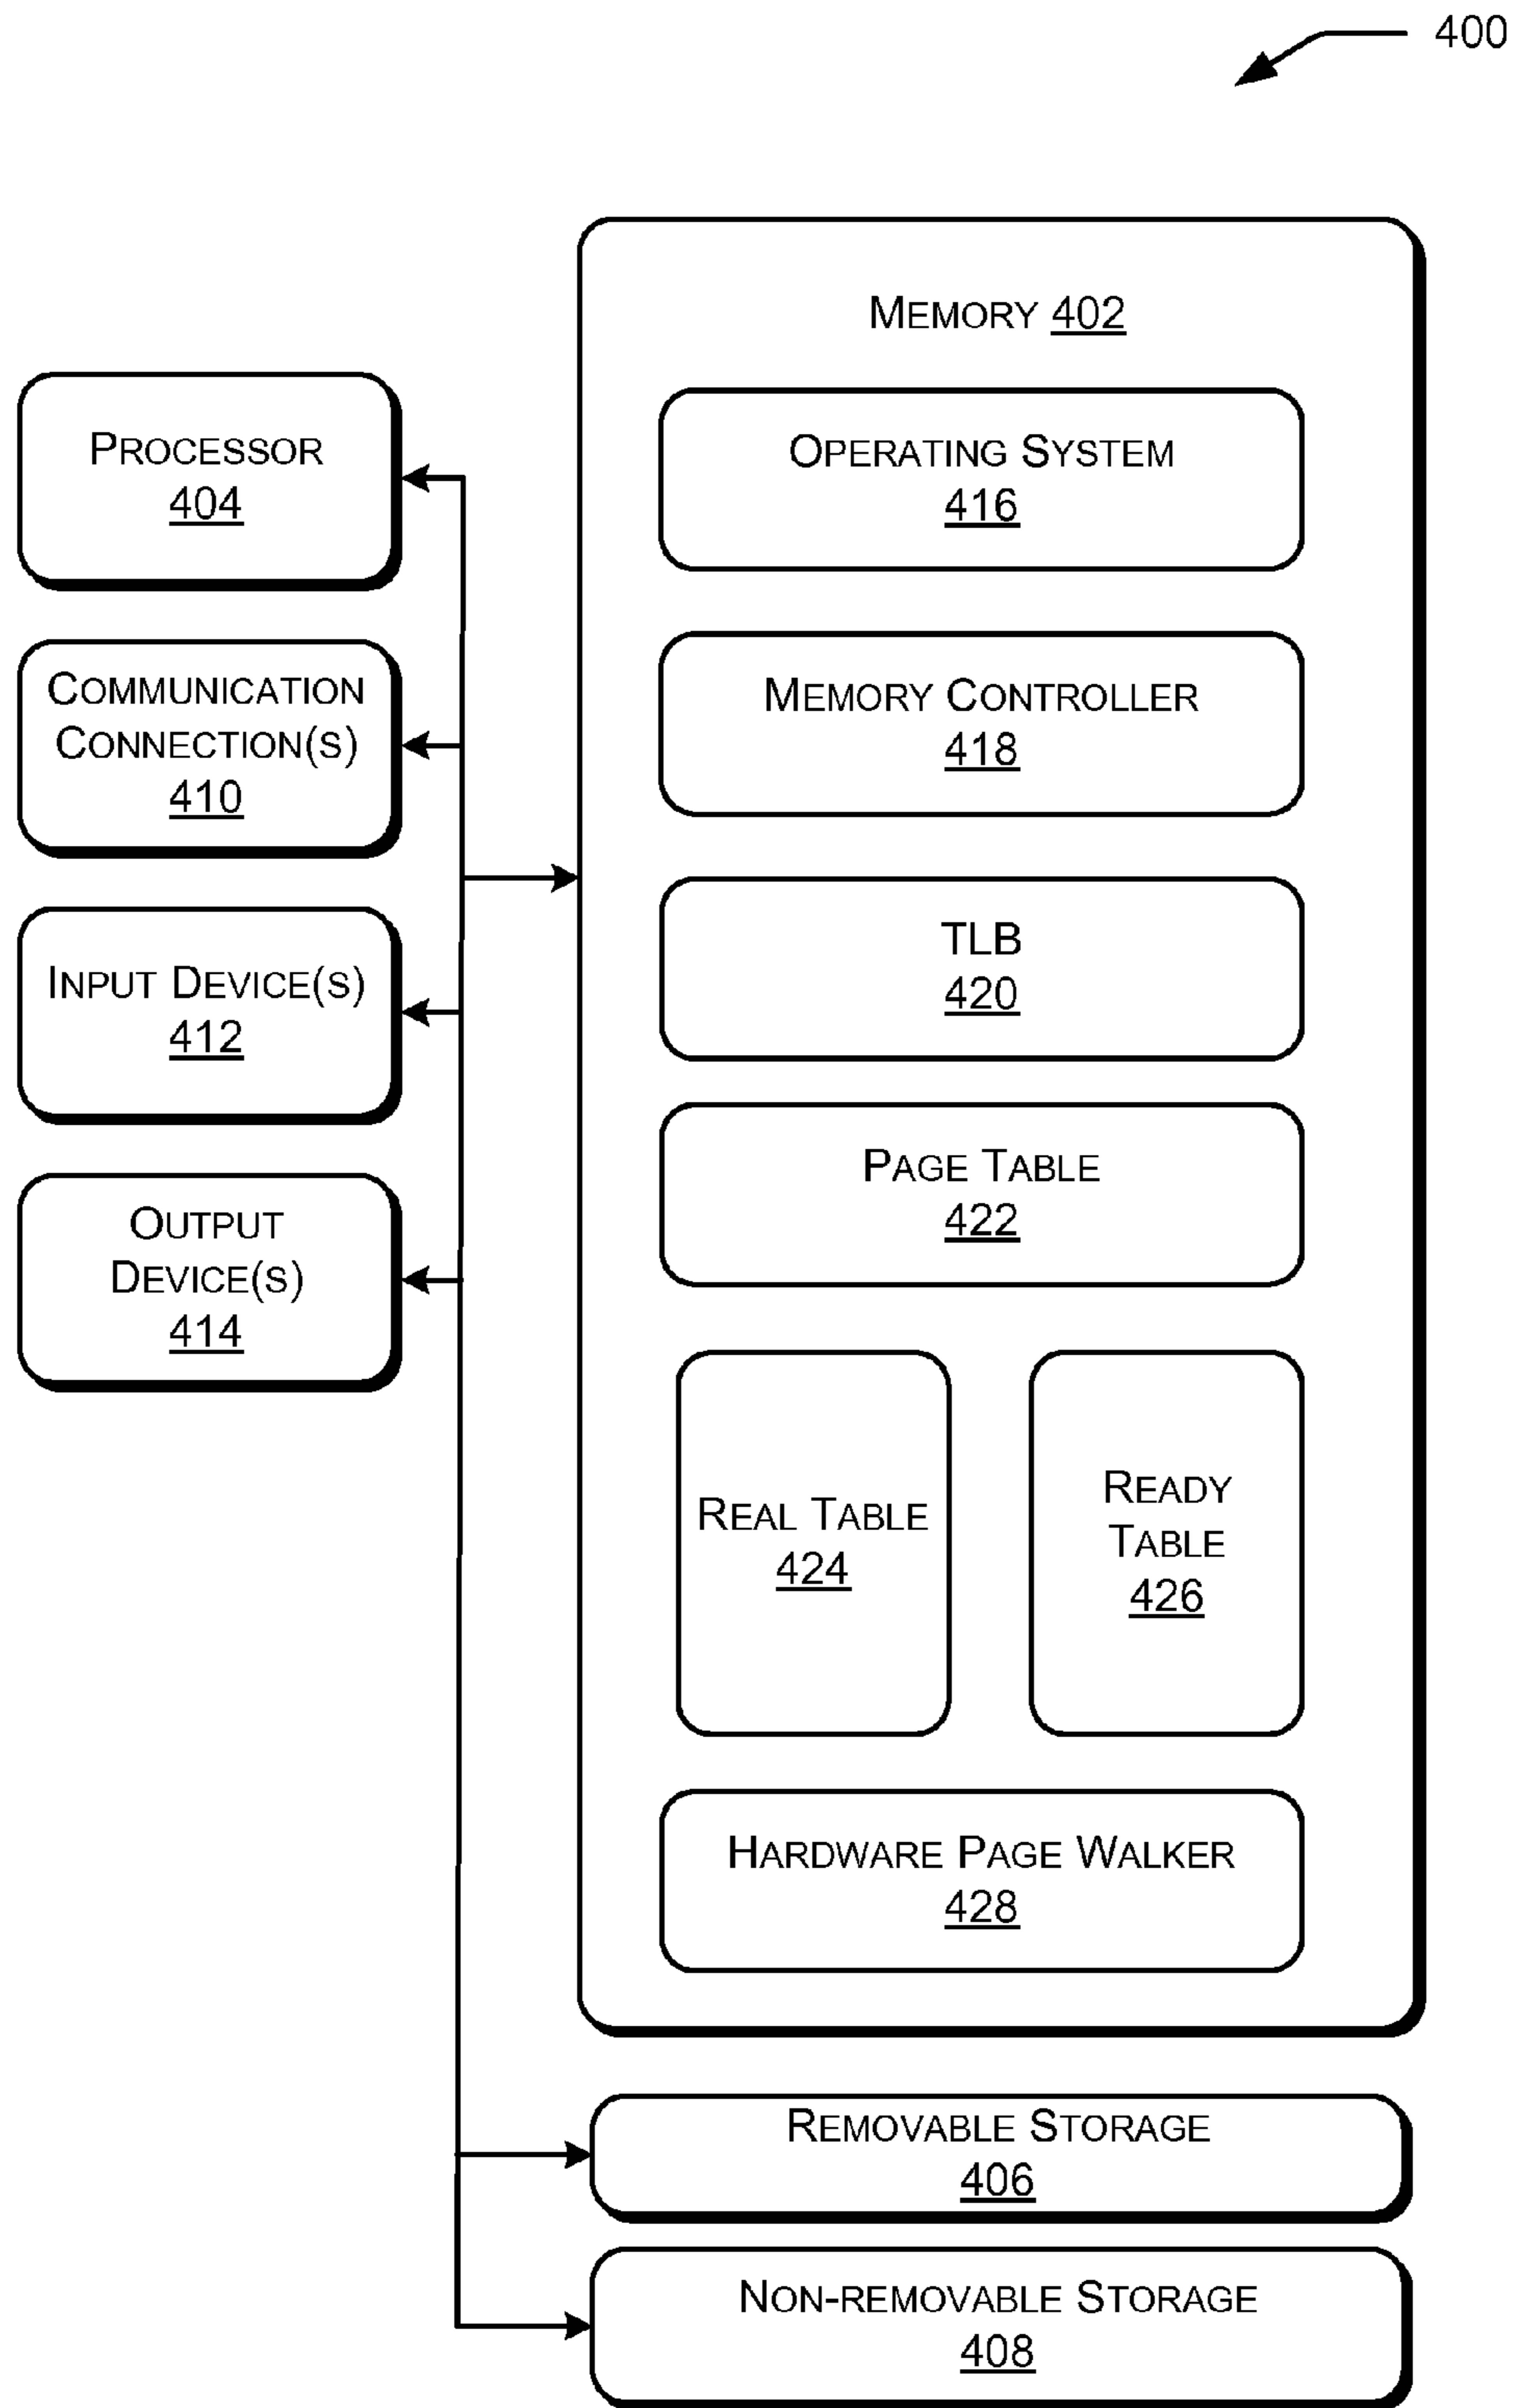 400
MEMORY 402
PROCESSOR
404
COMMUNICATION
CONNECTION(S)
410
INPUT DEVICE(S)
412
OUTPUT
DEVICE(S)
414
OPERATING SYSTEM
416
MEMORY CONTROLLER
418
TLB
420
PAGE TABLE
422
REAL TABLE
424
READY
TABLE
426
HARDWARE PAGE WALKER
428
REMOVABLE STORAGE
406
NON-REMOVABLE STORAGE
408